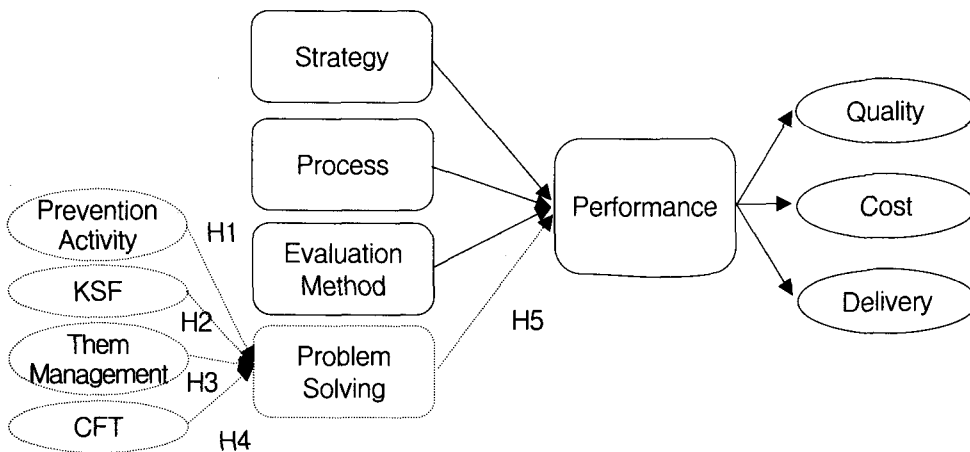 Strategy
Process
Evaluation
Method
Problem
Solving
Prevention
Activity
KSF
Them
Management
CFT
H1
H2
H3
H4
H5
Performance
Quality
Cost
Delivery